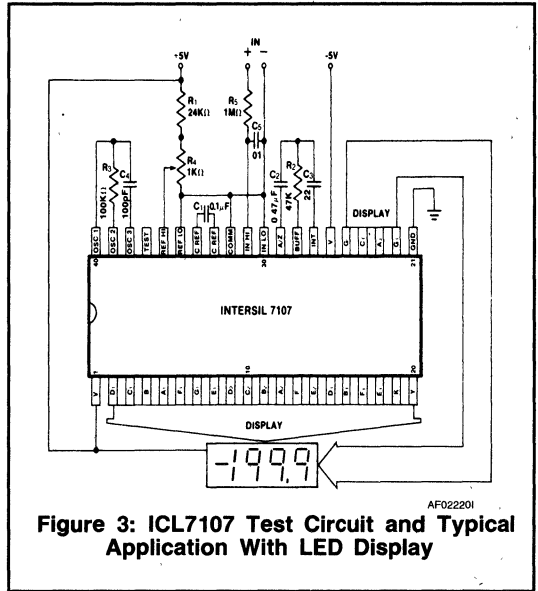 +5V
IN
+ -
-5V
R1
24KΩ
R5
1MΩ
C5
01
R3
100KΩ
C4
100pF
R4
1KΩ
C1
0.1µF
C2
0 47µF
R2
47K
C3
22
DISPLAY
OSC 1
OSC 2
OSC 3
TEST
REF HI
REF LO
C REF
C REF
COMM
IN HI
IN LO
A/Z
BUFF
INT
V
G
C
A
G
GND
40
30
21
INTERSIL 7107
1
10
20
V
D
C
B
A
F
G
E
D
C
B
A
F
E
D
B
F
E
K
DISPLAY
-199.9
AF02220I
Figure 3: ICL7107 Test Circuit and Typical
Application With LED Display